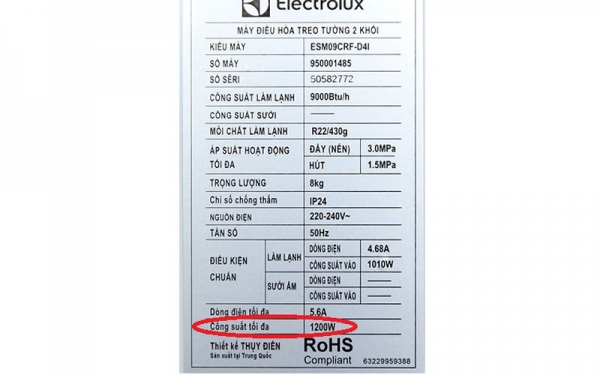 Electrolux
MÁY ĐIỀU HÒA TREO TƯỜNG 2 KHỐI
KIỂU MÁY ESM09CRF-D4I
SỐ MÁY 950001485
SỐ SÊRI 50582772
CÔNG SUẤT LÀM LẠNH 9000Btu/h
CÔNG SUẤT SƯỞI ——
MÔI CHẤT LÀM LẠNH R22/430g
ÁP SUẤT HOẠT ĐỘNG TỐI ĐA ĐẨY (NÉN) 3.0MPa
HÚT 1.5MPa
TRỌNG LƯỢNG 8kg
Chỉ số chống thấm IP24
NGUỒN ĐIỆN 220-240V~
TẦN SỐ 50Hz
ĐIỀU KIỆN CHUẨN LÀM LẠNH DÒNG ĐIỆN 4.68A
CÔNG SUẤT VÀO 1010W
SƯỞI ẤM DÒNG ĐIỆN ——
CÔNG SUẤT VÀO ——
Dòng điện tối đa 5.6A
Công suất tối đa 1200W
Thiết kế THỤY ĐIỂN
Sản xuất tại Trung Quốc
RoHS
Compliant
63229959388